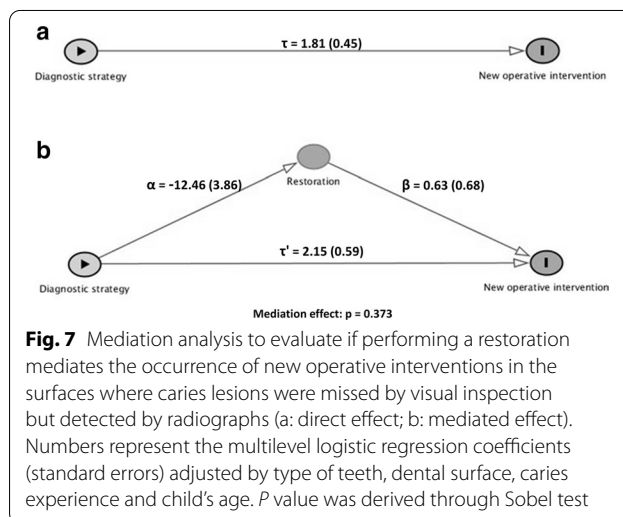 a
τ = 1.81 (0.45)
Diagnostic strategy
New operative intervention
b
Restoration
α = -12.46 (3.86)
β = 0.63 (0.68)
τ' = 2.15 (0.59)
Diagnostic strategy
New operative intervention
Mediation effect: p = 0.373
Fig. 7 Mediation analysis to evaluate if performing a restoration
mediates the occurrence of new operative interventions in the
surfaces where caries lesions were missed by visual inspection
but detected by radiographs (a: direct effect; b: mediated effect).
Numbers represent the multilevel logistic regression coefficients
(standard errors) adjusted by type of teeth, dental surface, caries
experience and child's age. P value was derived through Sobel test